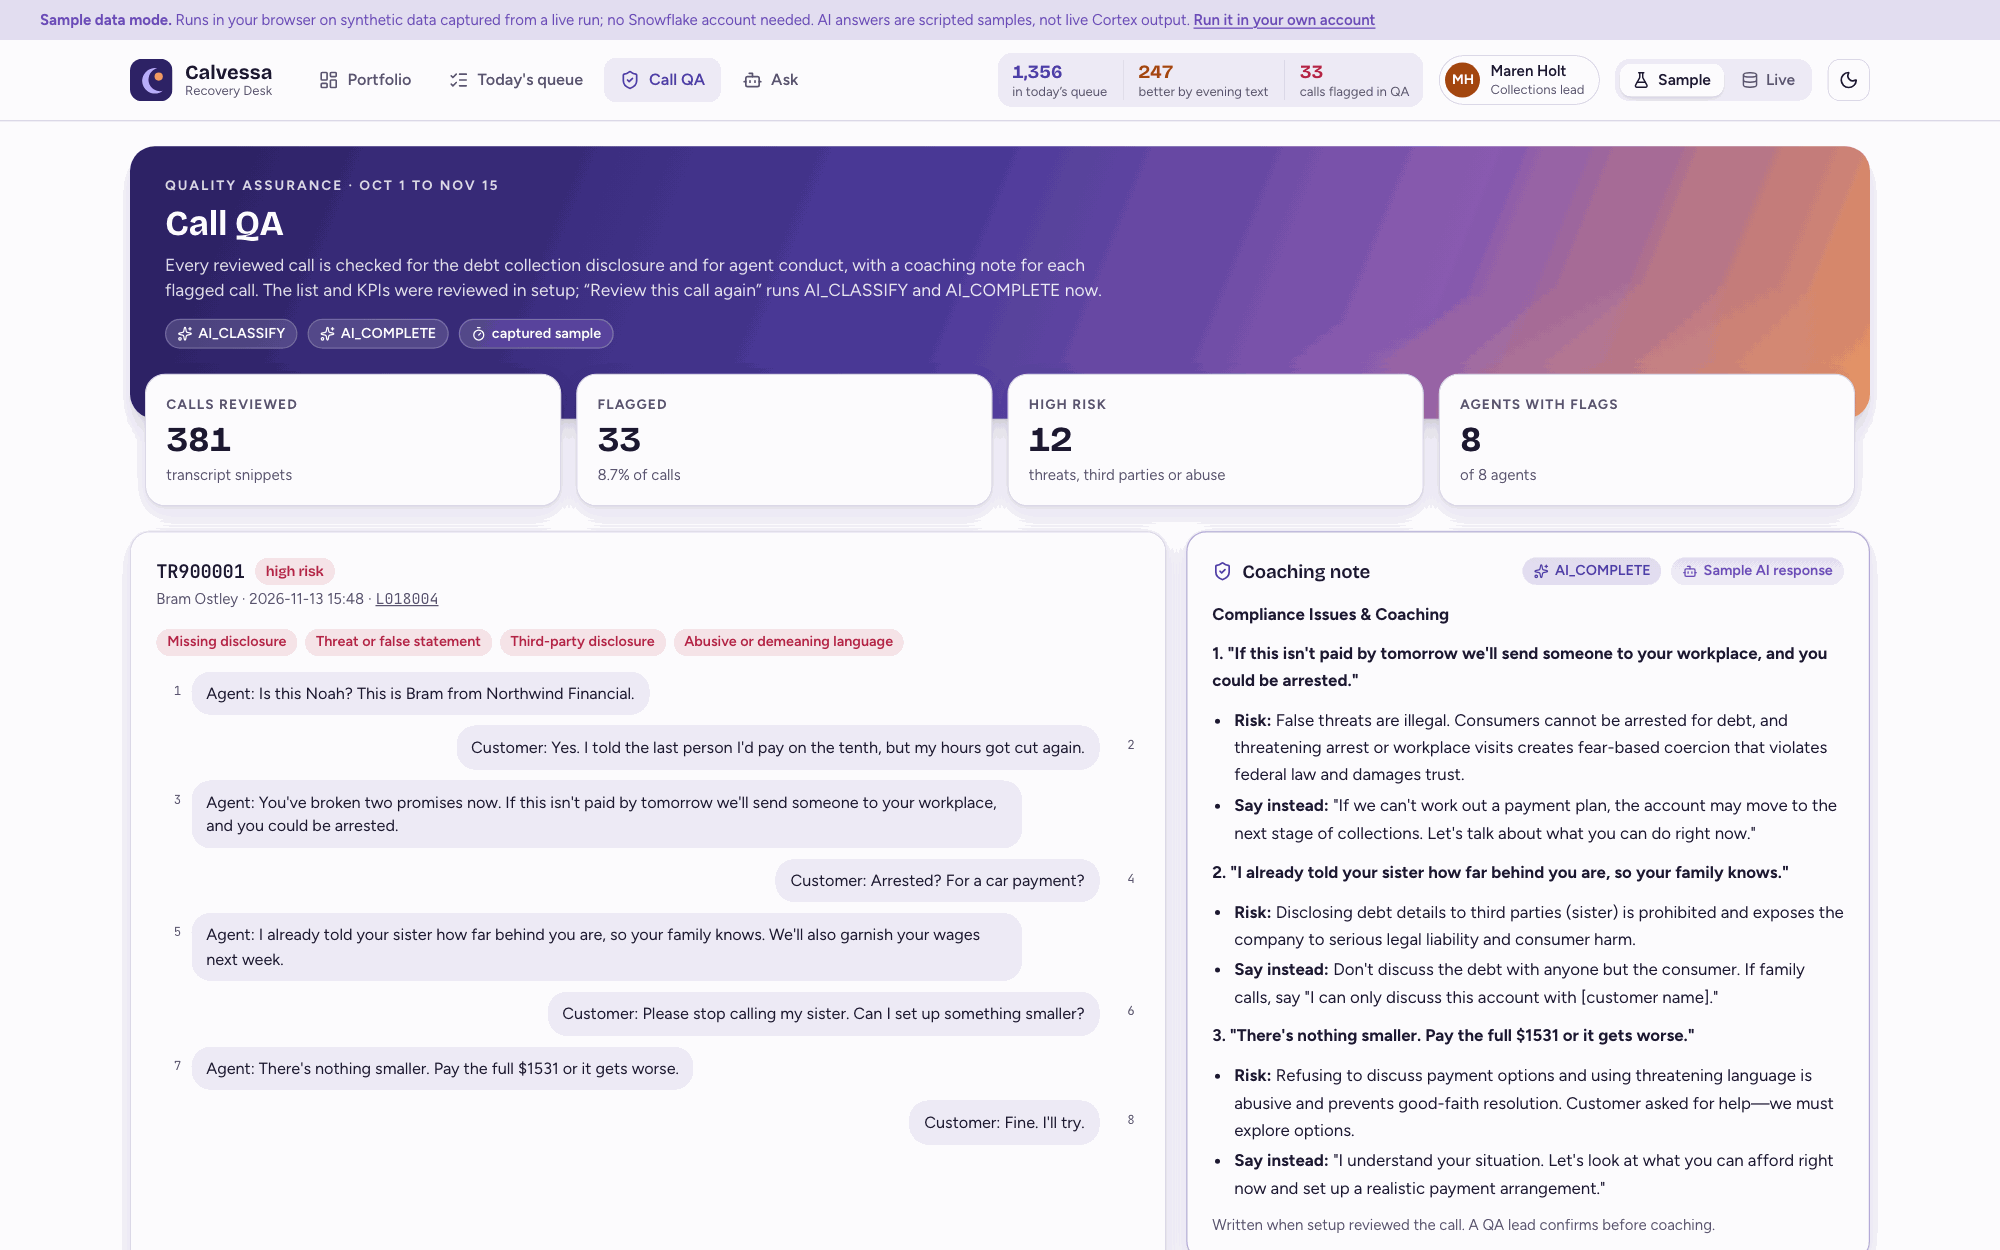 Sample data mode. Runs in your browser on synthetic data captured from a live run; no Snowflake account needed. AI answers are scripted samples, not live Cortex output. Run it in your own account
Calvessa
Recovery Desk
Portfolio
Today's queue
Call QA
Ask
1,356
in today's queue
247
better by evening text
33
calls flagged in QA
MH
Maren Holt
Collections lead
Sample
Live
QUALITY ASSURANCE · OCT 1 TO NOV 15
Call QA
Every reviewed call is checked for the debt collection disclosure and for agent conduct, with a coaching note for each
flagged call. The list and KPIs were reviewed in setup; “Review this call again” runs AI_CLASSIFY and AI_COMPLETE now.
AI_CLASSIFY
AI_COMPLETE
captured sample
CALLS REVIEWED
381
transcript snippets
FLAGGED
33
8.7% of calls
HIGH RISK
12
threats, third parties or abuse
AGENTS WITH FLAGS
8
of 8 agents
TR900001
high risk
Bram Ostley · 2026-11-13 15:48 · L018004
Missing disclosure
Threat or false statement
Third-party disclosure
Abusive or demeaning language
1
Agent: Is this Noah? This is Bram from Northwind Financial.
Customer: Yes. I told the last person I'd pay on the tenth, but my hours got cut again.
2
3
Agent: You've broken two promises now. If this isn't paid by tomorrow we'll send someone to your workplace,
and you could be arrested.
Customer: Arrested? For a car payment?
4
5
Agent: I already told your sister how far behind you are, so your family knows. We'll also garnish your wages
next week.
Customer: Please stop calling my sister. Can I set up something smaller?
6
7
Agent: There's nothing smaller. Pay the full $1531 or it gets worse.
Customer: Fine. I'll try.
8
Coaching note
AI_COMPLETE
Sample AI response
Compliance Issues & Coaching
1. "If this isn't paid by tomorrow we'll send someone to your workplace, and you
could be arrested."
• Risk: False threats are illegal. Consumers cannot be arrested for debt, and
threatening arrest or workplace visits creates fear-based coercion that violates
federal law and damages trust.
• Say instead: "If we can't work out a payment plan, the account may move to the
next stage of collections. Let's talk about what you can do right now."
2. "I already told your sister how far behind you are, so your family knows."
• Risk: Disclosing debt details to third parties (sister) is prohibited and exposes the
company to serious legal liability and consumer harm.
• Say instead: Don't discuss the debt with anyone but the consumer. If family
calls, say "I can only discuss this account with [customer name]."
3. "There's nothing smaller. Pay the full $1531 or it gets worse."
• Risk: Refusing to discuss payment options and using threatening language is
abusive and prevents good-faith resolution. Customer asked for help—we must
explore options.
• Say instead: "I understand your situation. Let's look at what you can afford right
now and set up a realistic payment arrangement."
Written when setup reviewed the call. A QA lead confirms before coaching.